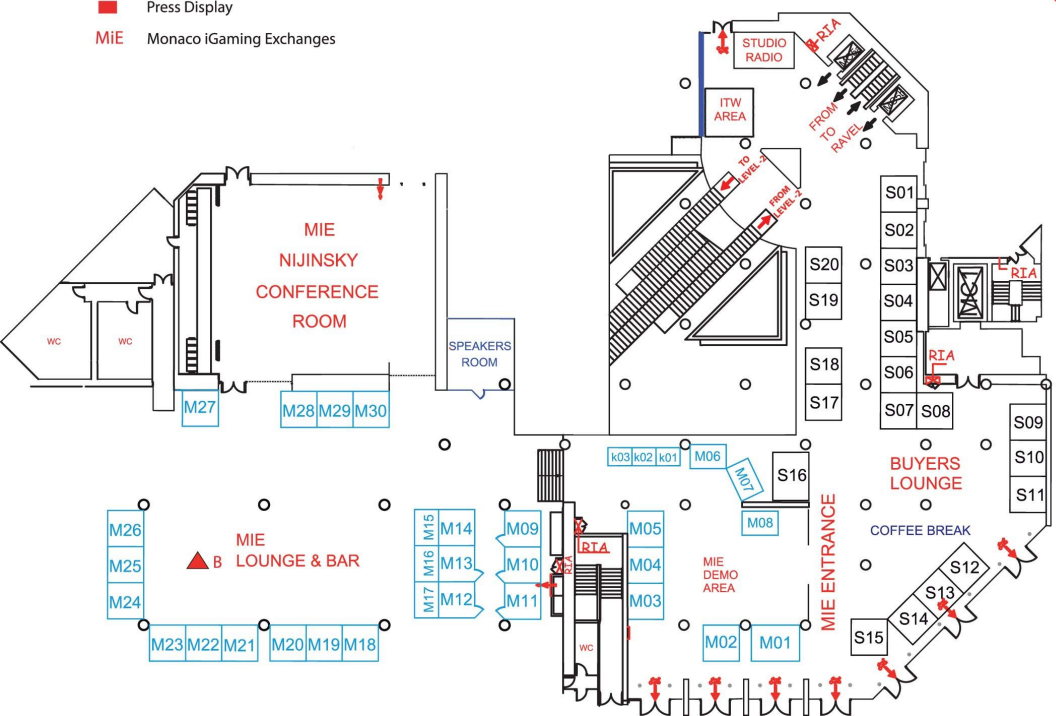 Press Display
MiE Monaco iGaming Exchanges
STUDIO
RADIO
RIA
ITW
AREA
FROM
TO
RAVEL
TO
LEVEL -2
FROM
LEVEL -2
S01
S02
S03
S04
S05
S06
S07 S08
S20
S19
S18
S17
RIA
RIA
MIE
NIJINSKY
CONFERENCE
ROOM
WC
WC
SPEAKERS
ROOM
M27
M28 M29 M30
S09
S10
S11
k03 k02 k01
M06
M07
S16
M08
BUYERS
LOUNGE
COFFEE BREAK
MIE ENTRANCE
M26
M25
M24
B
MIE
LOUNGE & BAR
M15 M14
M16 M13
M17 M12
M09
M10
M11
RIA
RIA
M05
M04
M03
MIE
DEMO
AREA
S12
S13
S14
S15
M23 M22 M21
M20 M19 M18
WC
M02
M01